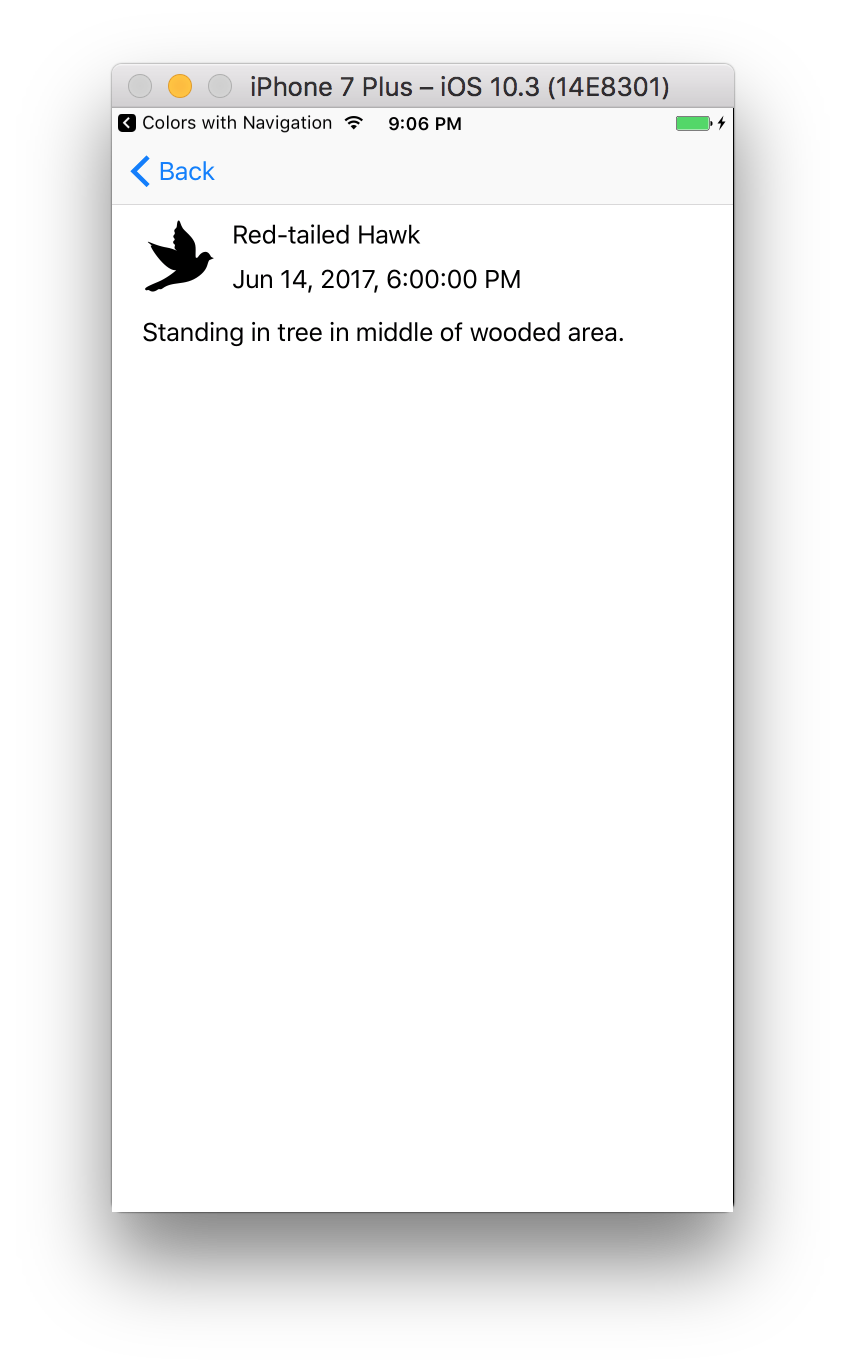 iPhone 7 Plus – iOS 10.3 (14E8301)
Colors with Navigation 9:06 PM
Back
Red-tailed Hawk
Jun 14, 2017, 6:00:00 PM
Standing in tree in middle of wooded area.